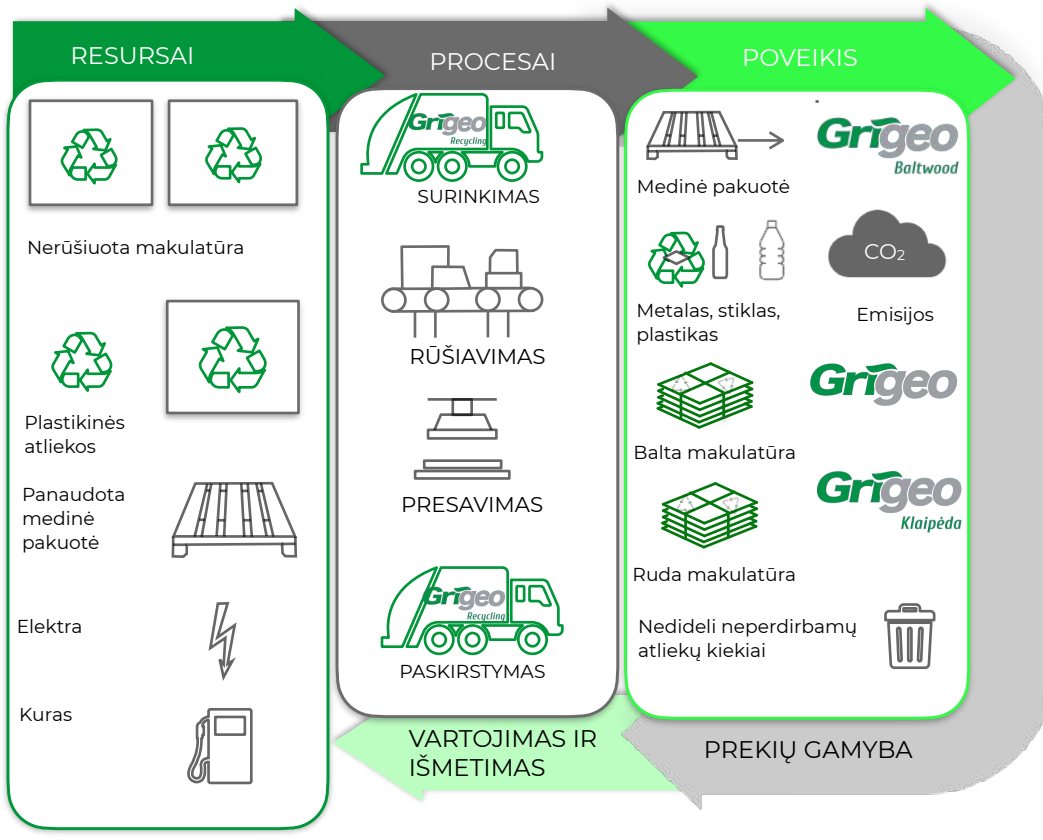 RESURSAI
Nerūšiuota makulatūra
Plastikinės
atliekos
Panaudota
medinė
pakuotė
Elektra
Kuras
PROCESAI
Grigeo
Recycling
SURINKIMAS
RŪŠIAVIMAS
PRESAVIMAS
Grigeo
Recycling
PASKIRSTYMAS
POVEIKIS
Medinė pakuotė
Grigeo
Baltwood
Metalas, stiklas,
plastikas
CO₂
Emisijos
Balta makulatūra
Grigeo
Ruda makulatūra
Grigeo
Klaipėda
Nedideli neperdirbamų
atliekų kiekiai
PREKIŲ GAMYBA
VARTOJIMAS IR
IŠMETIMAS